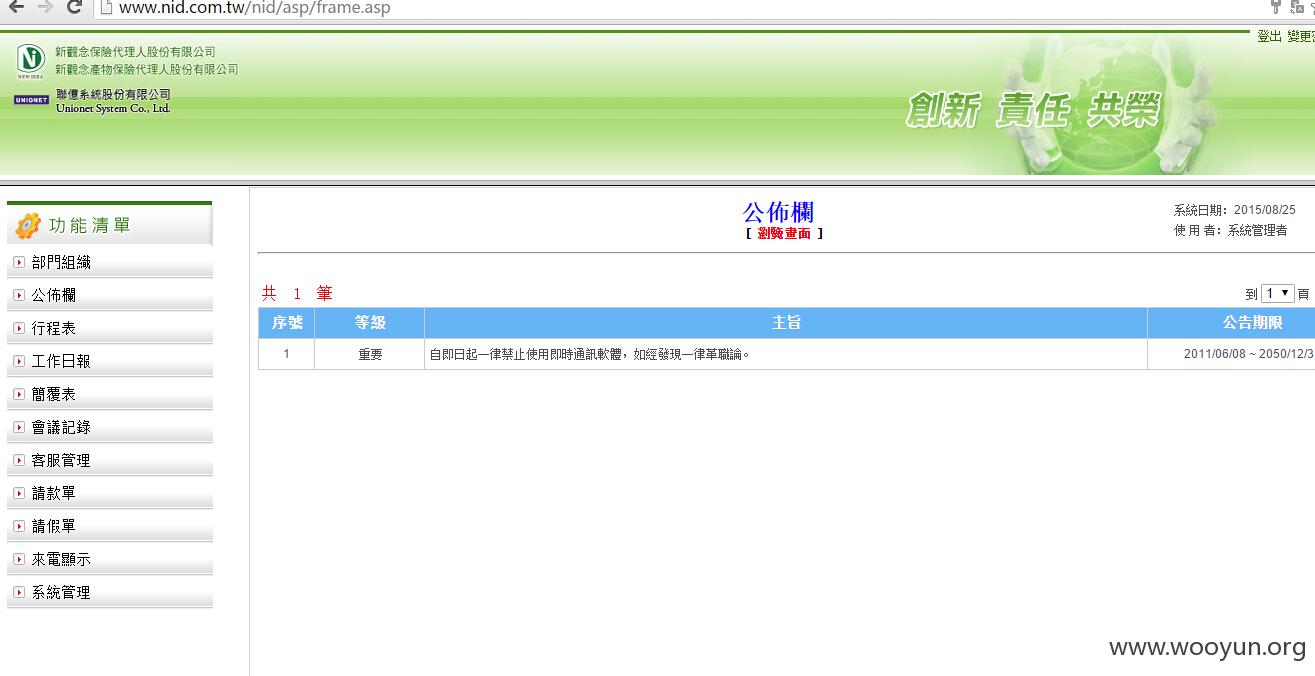 www.nid.com.tw/nid/asp/frame.asp
登出 變更
新觀念保險代理人股份有限公司
新觀念產物保險代理人股份有限公司
NEW IDEA
UNIONET
聯億系統股份有限公司
Unionet System Co., Ltd.
創新 責任 共榮
功能清單
部門組織
公佈欄
行程表
工作日報
簡覆表
會議記錄
客服管理
請款單
請假單
來電顯示
系統管理
公佈欄
[ 瀏覽畫面 ]
系統日期：2015/08/25
使用者：系統管理者
共 1 筆
到 1 頁
序號 等級 主旨 公告期限
1 重要 自即日起一律禁止使用即時通訊軟體，如經發現一律革職論。 2011/06/08 ~ 2050/12/3
www.wooyun.org